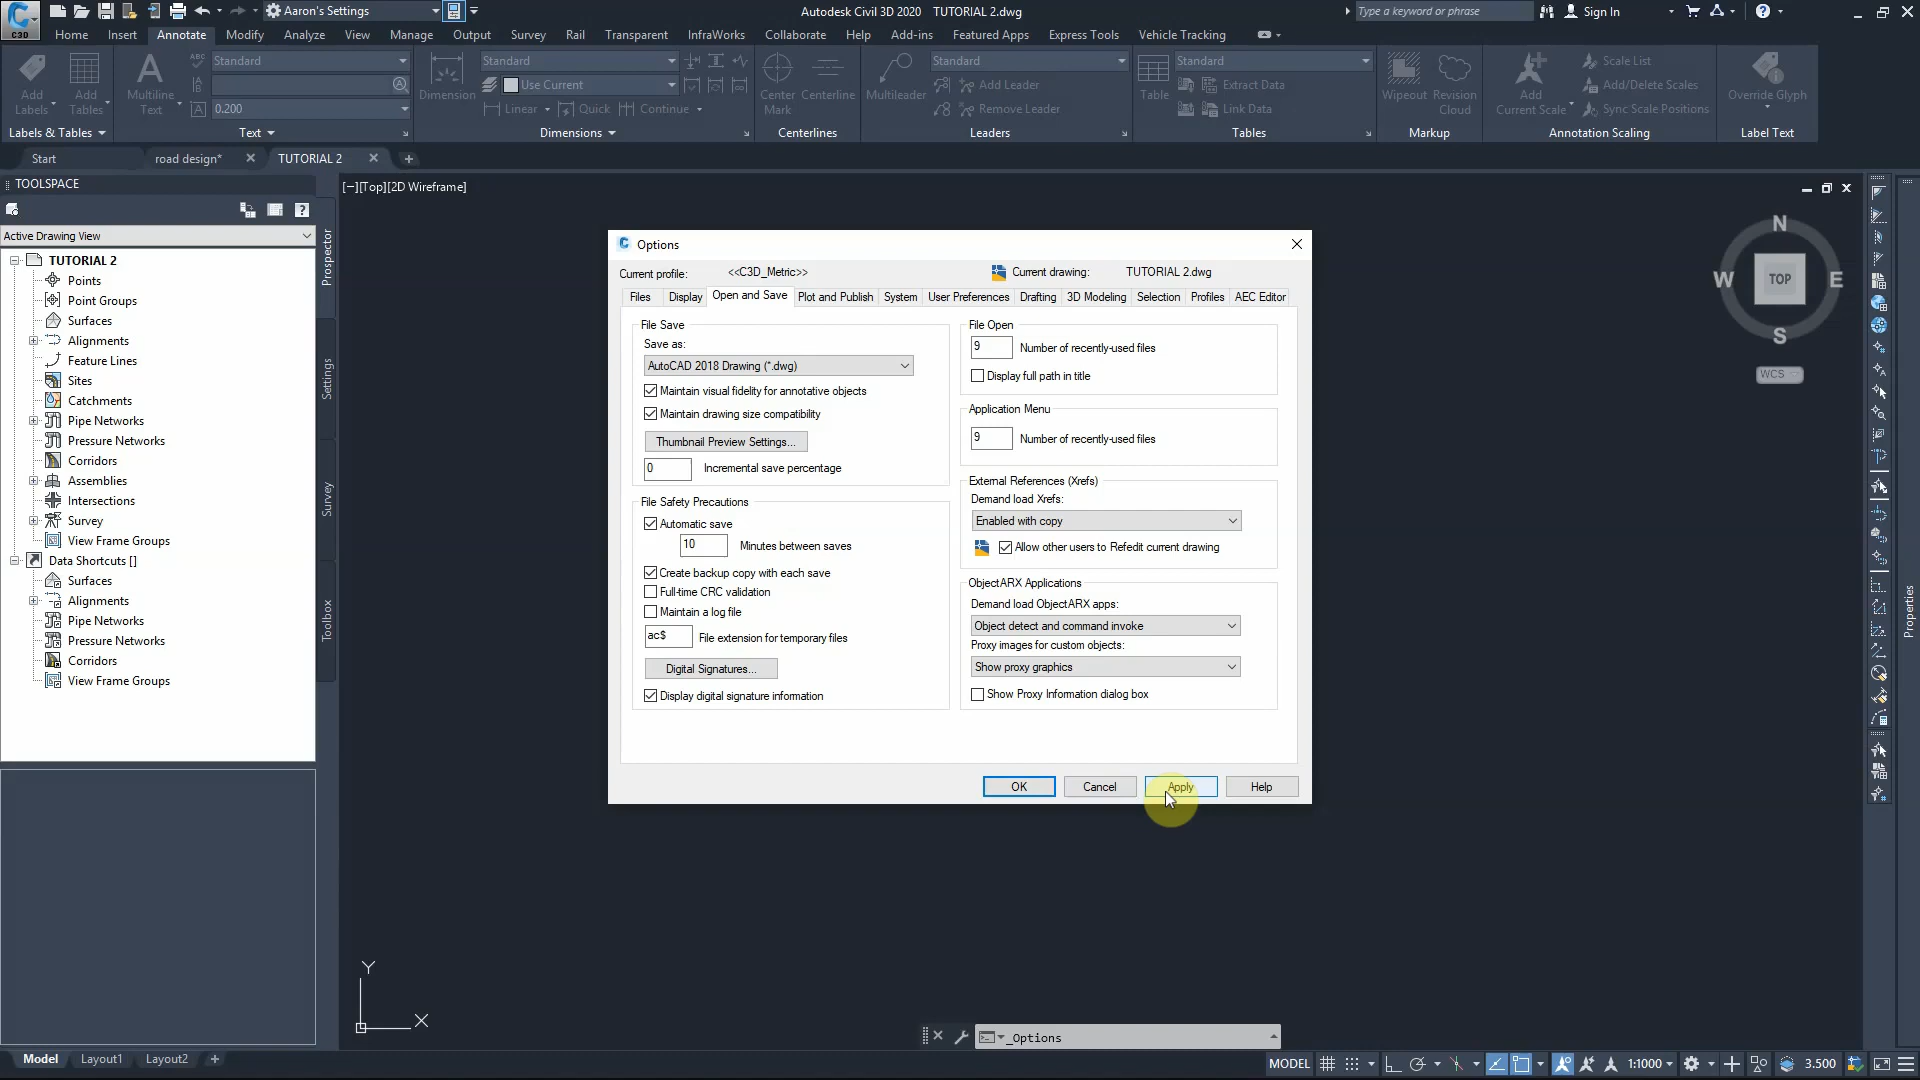 Aaron's Settings
Autodesk Civil 3D 2020 TUTORIAL 2.dwg
Type a keyword or phrase
Sign In
C3D
Home Insert Annotate Modify Analyze View Manage Output Survey Rail Transparent InfraWorks Collaborate Help Add-ins Featured Apps Express Tools Vehicle Tracking
Add Labels
Add Tables
Labels & Tables
Multiline Text
ABC
Standard
0.200
Text
Dimension
Standard
Use Current
Linear Quick Continue
Dimensions
Center Mark
Centerline
Centerlines
Multileader
Standard
Add Leader
Remove Leader
Leaders
Table
Standard
Extract Data
Link Data
Tables
Wipeout
Revision Cloud
Markup
Add Current Scale
Scale List
Add/Delete Scales
Sync Scale Positions
Annotation Scaling
Override Glyph
Label Text
Start
road design*
TUTORIAL 2
TOOLSPACE
Active Drawing View
TUTORIAL 2
Points
Point Groups
Surfaces
Alignments
Feature Lines
Sites
Catchments
Pipe Networks
Pressure Networks
Corridors
Assemblies
Intersections
Survey
View Frame Groups
Data Shortcuts []
Surfaces
Alignments
Pipe Networks
Pressure Networks
Corridors
View Frame Groups
Prospector
Settings
Survey
Toolbox
[−][Top][2D Wireframe]
N
W TOP E
S
WCS
Properties
Options
Current profile: <<C3D_Metric>>
Current drawing: TUTORIAL 2.dwg
Files Display Open and Save Plot and Publish System User Preferences Drafting 3D Modeling Selection Profiles AEC Editor
File Save
Save as:
AutoCAD 2018 Drawing (*.dwg)
Maintain visual fidelity for annotative objects
Maintain drawing size compatibility
Thumbnail Preview Settings...
0 Incremental save percentage
File Safety Precautions
Automatic save
10 Minutes between saves
Create backup copy with each save
Full-time CRC validation
Maintain a log file
ac$ File extension for temporary files
Digital Signatures...
Display digital signature information
File Open
9 Number of recently-used files
Display full path in title
Application Menu
9 Number of recently-used files
External References (Xrefs)
Demand load Xrefs:
Enabled with copy
Allow other users to Refedit current drawing
ObjectARX Applications
Demand load ObjectARX apps:
Object detect and command invoke
Proxy images for custom objects:
Show proxy graphics
Show Proxy Information dialog box
OK Cancel Apply Help
Y
X
_Options
Model Layout1 Layout2
MODEL 1:1000 3.500